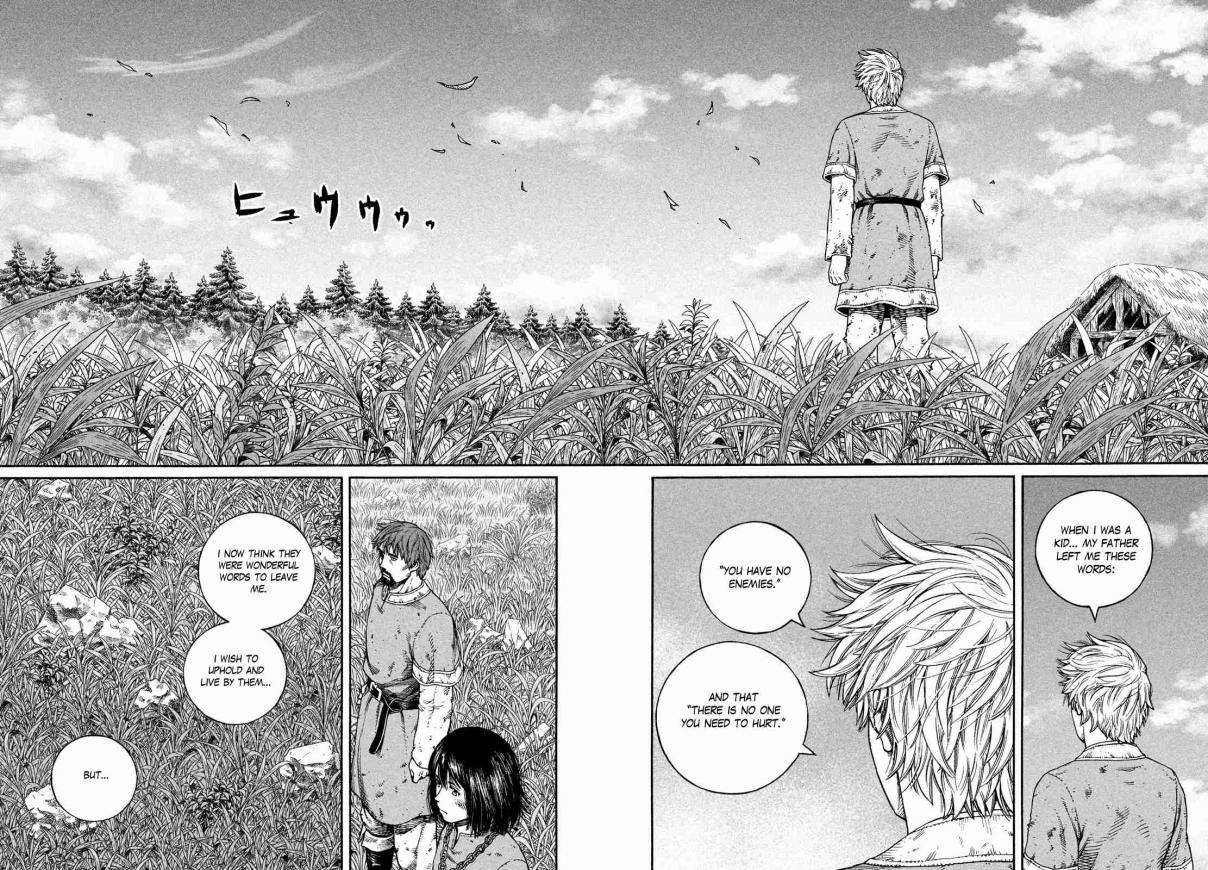 ヒュウウゥゥ
WHEN I WAS A
KID... MY FATHER
LEFT ME THESE
WORDS:
"YOU HAVE NO
ENEMIES."
AND THAT
"THERE IS NO ONE
YOU NEED TO HURT."
I NOW THINK THEY
WERE WONDERFUL
WORDS TO LEAVE
ME.
I WISH TO
UPHOLD AND
LIVE BY THEM...
BUT...